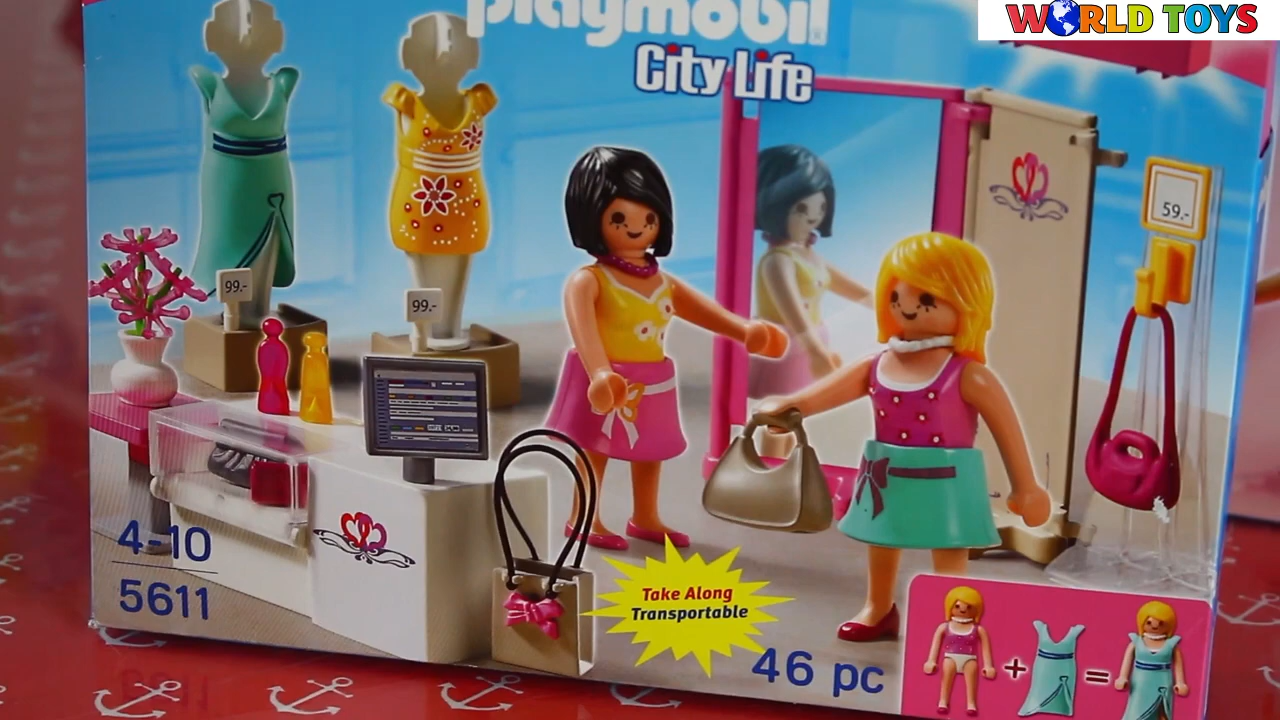 WORLD TOYS
playmobil
City Life
59.-
99.-
99.-
4-10
5611
Take Along
Transportable
46 pc
+
=